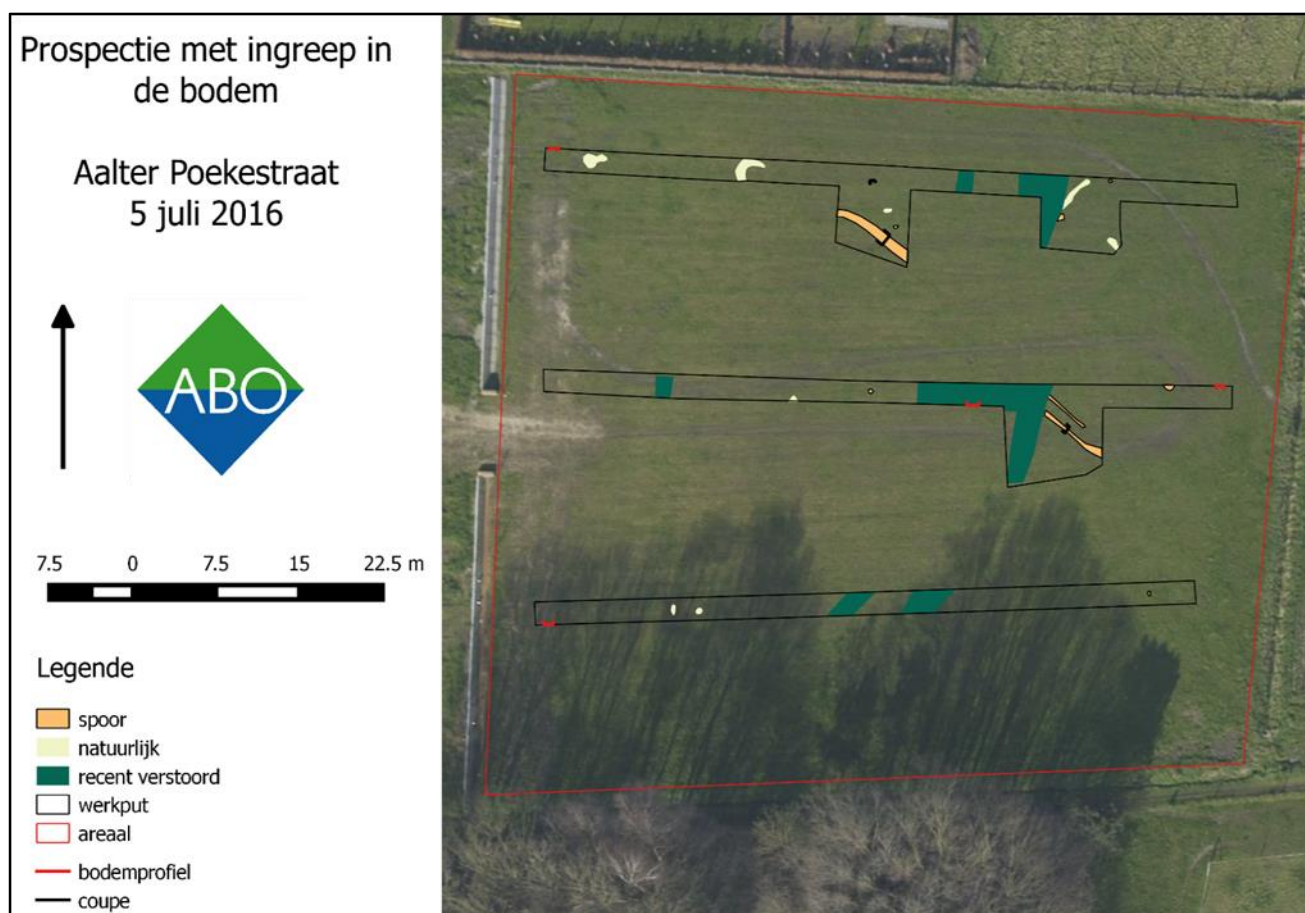 Prospectie met ingreep in
de bodem
Aalter Poekestraat
5 juli 2016
ABO
7.5 0 7.5 15 22.5 m
Legende
spoor
natuurlijk
recent verstoord
werkput
areaal
bodemprofiel
coupe